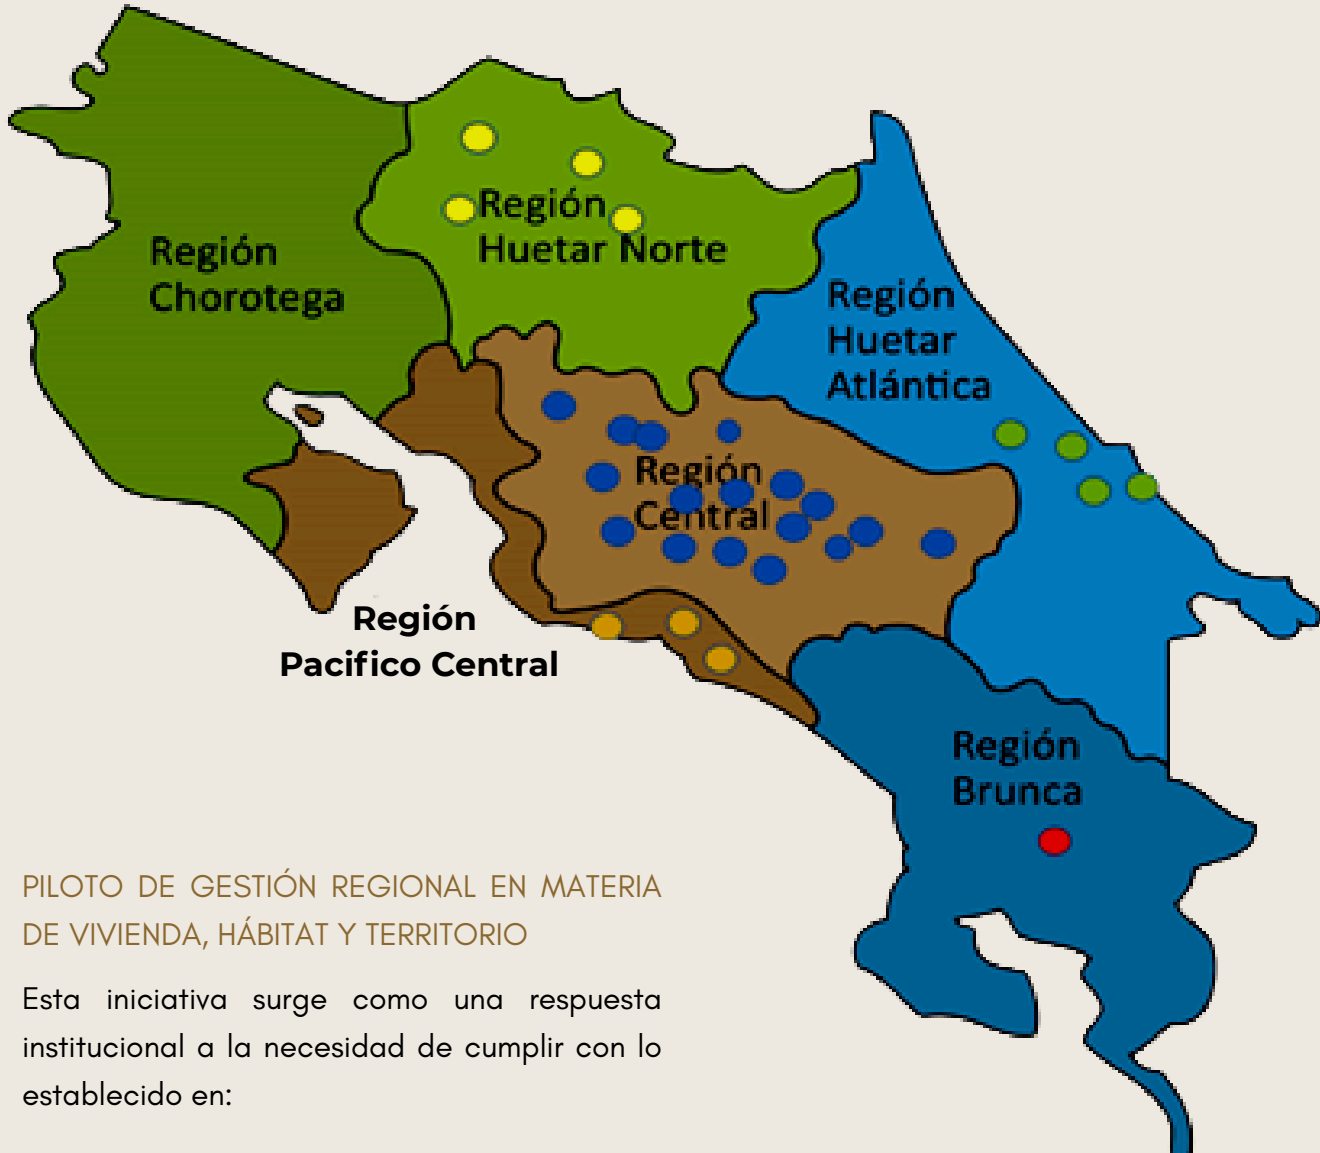 Región
Huetar Norte
Región
Chorotega
Región
Huetar
Atlántica
Región
Central
Región
Pacifico Central
Región
Brunca
PILOTO DE GESTIÓN REGIONAL EN MATERIA
DE VIVIENDA, HÁBITAT Y TERRITORIO
Esta iniciativa surge como una respuesta
institucional a la necesidad de cumplir con lo
establecido en: